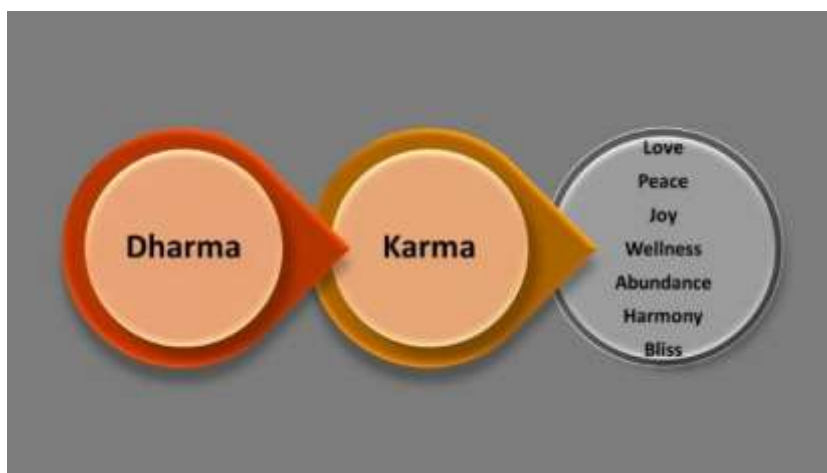 Dharma
Karma
Love
Peace
Joy
Wellness
Abundance
Harmony
Bliss